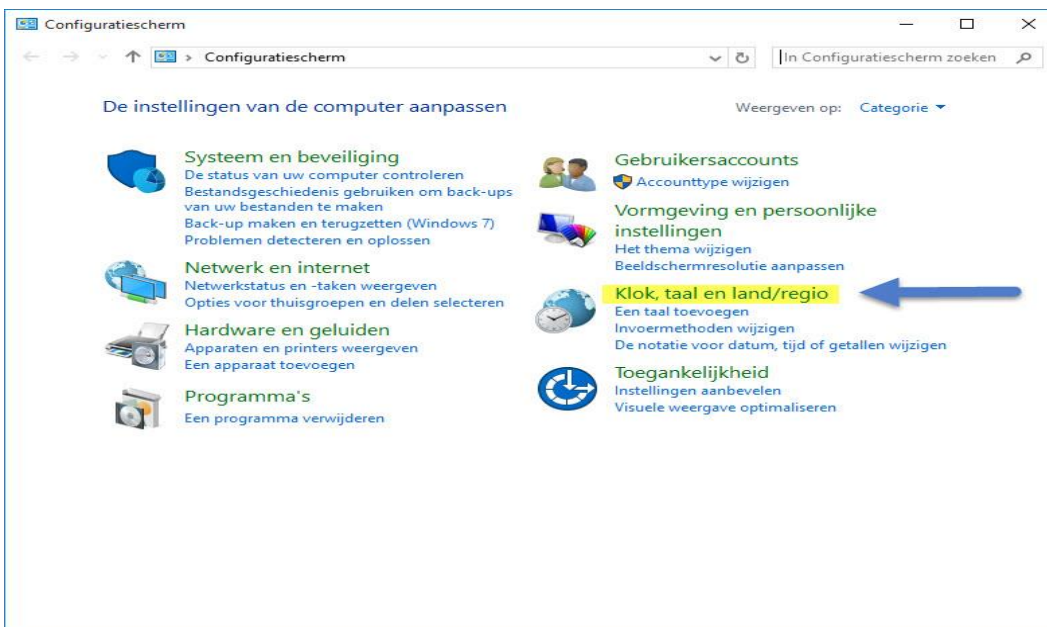 Configuratiescherm
Configuratiescherm
In Configuratiescherm zoeken
De instellingen van de computer aanpassen
Weergeven op: Categorie
Systeem en beveiliging
De status van uw computer controleren
Bestandsgeschiedenis gebruiken om back-ups
van uw bestanden te maken
Back-up maken en terugzetten (Windows 7)
Problemen detecteren en oplossen
Netwerk en internet
Netwerkstatus en -taken weergeven
Opties voor thuisgroepen en delen selecteren
Hardware en geluiden
Apparaten en printers weergeven
Een apparaat toevoegen
Programma's
Een programma verwijderen
Gebruikersaccounts
Accounttype wijzigen
Vormgeving en persoonlijke
instellingen
Het thema wijzigen
Beeldschermresolutie aanpassen
Klok, taal en land/regio
Een taal toevoegen
Invoermethoden wijzigen
De notatie voor datum, tijd of getallen wijzigen
Toegankelijkheid
Instellingen aanbevelen
Visuele weergave optimaliseren